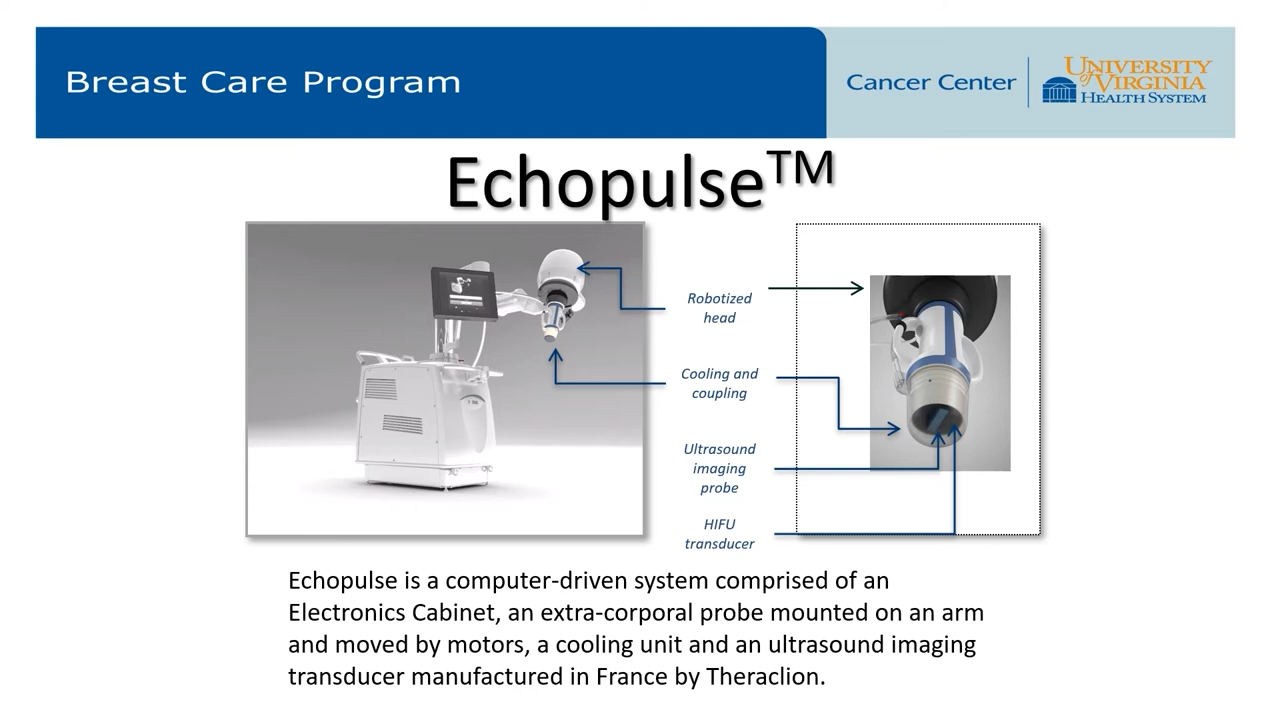 Breast Care Program
Cancer Center
UNIVERSITY
of VIRGINIA
HEALTH SYSTEM
Echopulse™
Robotized
head
Cooling and
coupling
Ultrasound
imaging
probe
HIFU
transducer
Echopulse is a computer-driven system comprised of an
Electronics Cabinet, an extra-corporal probe mounted on an arm
and moved by motors, a cooling unit and an ultrasound imaging
transducer manufactured in France by Theraclion.